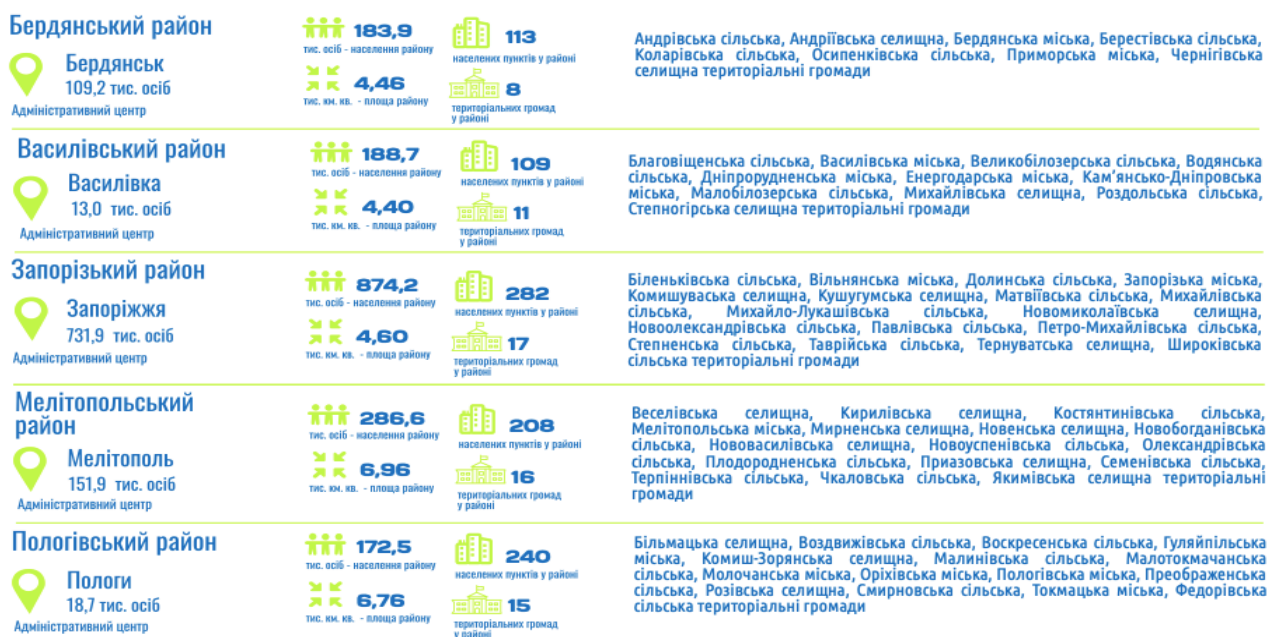 Бердянський район
Бердянськ
109,2 тис. осіб
Адміністративний центр
183,9
тис. осіб - населення району
4,46
тис. км. кв. - площа району
113
населених пунктів у районі
8
територіальних громад
у районі
Андрівська сільська, Андріївська селищна, Бердянська міська, Берестівська сільська,
Коларівська сільська, Осипенківська сільська, Приморська міська, Чернігівська
селищна територіальні громади
Василівський район
Василівка
13,0 тис. осіб
Адміністративний центр
188,7
тис. осіб - населення району
4,40
тис. км. кв. - площа району
109
населених пунктів у районі
11
територіальних громад
у районі
Благовіщенська сільська, Василівська міська, Великобілозерська сільська, Водянська
сільська, Дніпрорудненська міська, Енергодарська міська, Кам’янсько-Дніпровська
міська, Малобілозерська сільська, Михайлівська селищна, Роздольська сільська,
Степногірська селищна територіальні громади
Запорізький район
Запоріжжя
731,9 тис. осіб
Адміністративний центр
874,2
тис. осіб - населення району
4,60
тис. км. кв. - площа району
282
населених пунктів у районі
17
територіальних громад
у районі
Біленьківська сільська, Вільнянська міська, Долинська сільська, Запорізька міська,
Комишуваська селищна, Кушугумська селищна, Матвіївська сільська, Михайлівська
сільська, Михайло-Лукашівська сільська, Новомиколаївська селищна,
Новоолександрівська сільська, Павлівська сільська, Петро-Михайлівська сільська,
Степненська сільська, Таврійська сільська, Тернуватська селищна, Широківська
сільська територіальні громади
Мелітопольський
район
Мелітополь
151,9 тис. осіб
Адміністративний центр
286,6
тис. осіб - населення району
6,96
тис. км. кв. - площа району
208
населених пунктів у районі
16
територіальних громад
у районі
Веселівська селищна, Кирилівська селищна, Костянтинівська сільська,
Мелітопольська міська, Мирненська селищна, Новенська сільська, Новобогданівська
сільська, Нововасилівська селищна, Новоуспенівська сільська, Олександрівська
сільська, Плодородненська сільська, Приазовська селищна, Семенівська сільська,
Терпіннівська сільська, Чкаловська сільська, Якимівська селищна територіальні
громади
Пологівський район
Пологи
18,7 тис. осіб
Адміністративний центр
172,5
тис. осіб - населення району
6,76
тис. км. кв. - площа району
240
населених пунктів у районі
15
територіальних громад
у районі
Більмацька селищна, Воздвижівська сільська, Воскресенська сільська, Гуляйпільська
міська, Комиш-Зорянська селищна, Малинівська сільська, Малотокмачанська
сільська, Молочанська міська, Оріхівська міська, Пологівська міська, Преображенська
сільська, Розівська селищна, Смирновська сільська, Токмацька міська, Федорівська
сільська територіальні громади